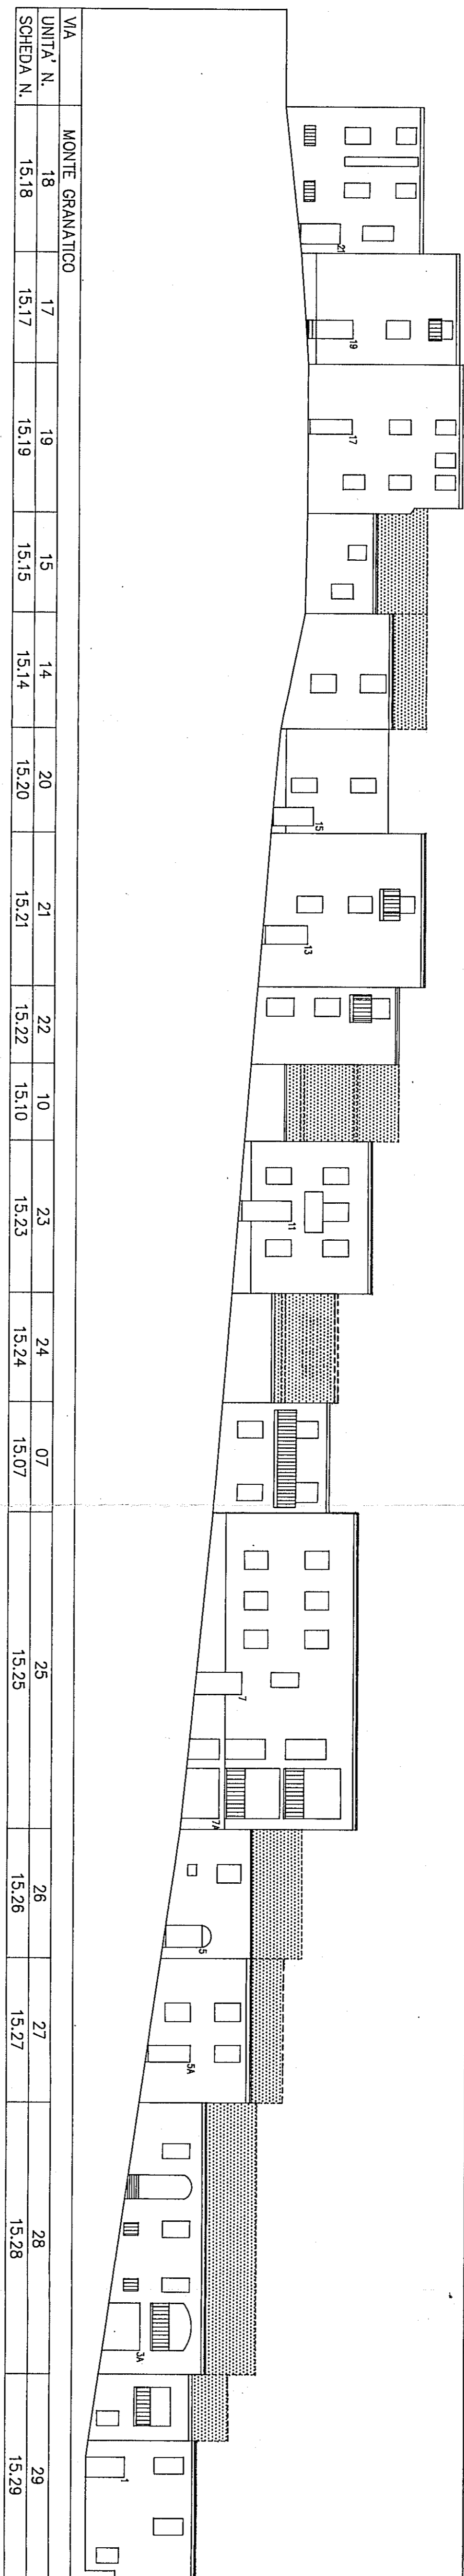 21 19 17 15 13 11 7 7A 5 5A 3A 1
VIA MONTE GRANATICO
UNITA' N. 18 17 19 15 14 20 21 22 10 23 24 07 25 26 27 28 29
SCHEDA N. 15.18 15.17 15.19 15.15 15.14 15.20 15.21 15.22 15.10 15.23 15.24 15.07 15.25 15.26 15.27 15.28 15.29